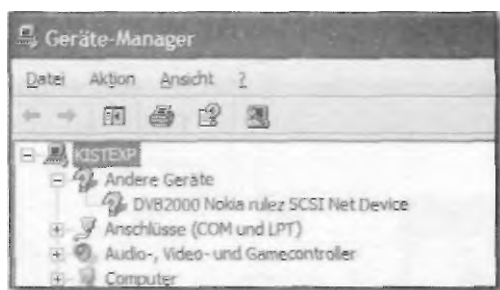 Geräte-Manager
Datei Aktion Ansicht ?
KISTEXP
Andere Geräte
DVB2000 Nokia rulez SCSI Net Device
Anschlüsse (COM und LPT)
Audio-, Video- und Gamecontroller
Computer